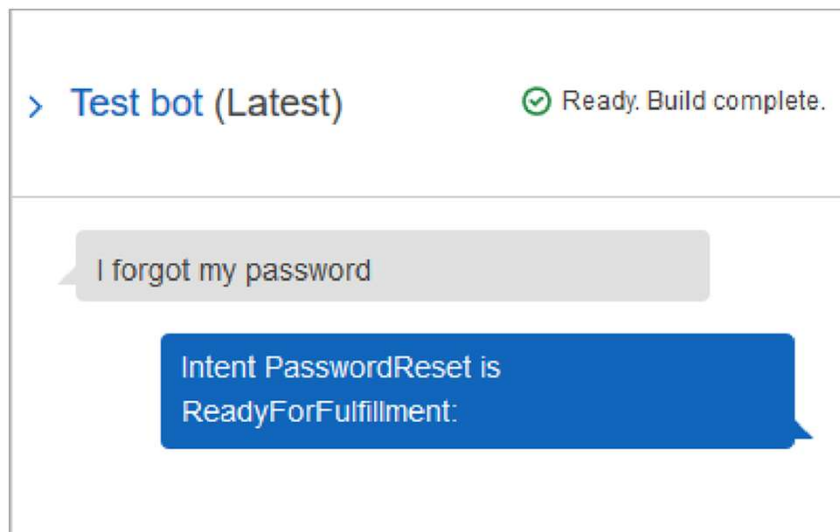 Test bot (Latest)
Ready. Build complete.
I forgot my password
Intent PasswordReset is
ReadyForFulfillment: